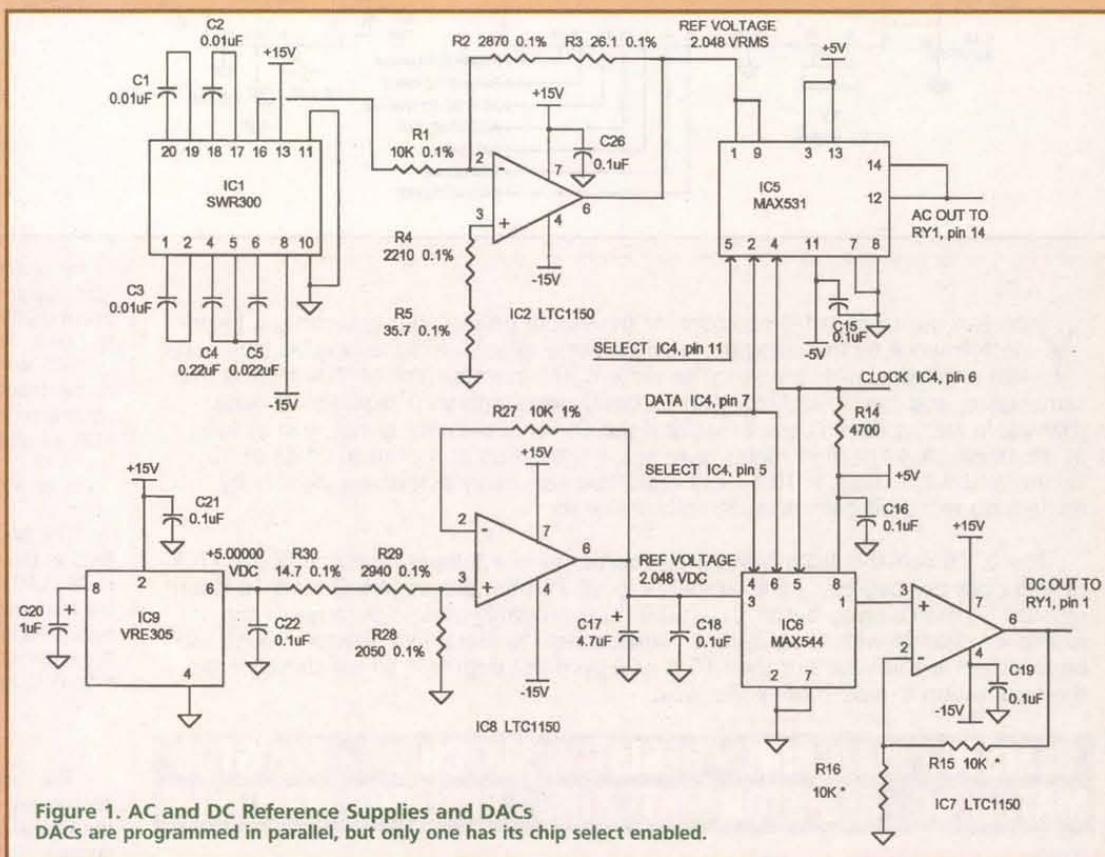 REF VOLTAGE
2.048 VRMS
R2 2870 0.1%
R3 26.1 0.1%
C2
0.01uF
+15V
+5V
C1
0.01uF
+15V
C26
0.1uF
20 19 18 17 16 13 11
R1
10K 0.1%
2
-
7
6
3
+
4
1 9 3 13
14
12
IC1
SWR300
IC5
MAX531
AC OUT TO
RY1, pin 14
1 2 4 5 6 8 10
R4
2210 0.1%
-15V
5 2 4 11 7 8
C3
0.01uF
R5
35.7 0.1%
IC2 LTC1150
C15
0.1uF
-5V
C4
0.22uF
C5
0.022uF
-15V
SELECT IC4, pin 11
CLOCK IC4, pin 6
DATA IC4, pin 7
R14
4700
R27 10K 1%
SELECT IC4, pin 5
+15V
+15V
+5V
C21
0.1uF
C16
0.1uF
+15V
2
+5.00000
VDC
R30
14.7 0.1%
R29
2940 0.1%
2
-
7
6
3
+
4
REF VOLTAGE
2.048 VDC
4 6 5 8
3
1
3
+
7
6
2
-
4
DC OUT TO
RY1, pin 1
C20
1uF
+
8 6
IC9
VRE305
4
C22
0.1uF
R28
2050 0.1%
+
C17
4.7uF
C18
0.1uF
IC6
MAX544
2 7
-15V
-15V
C19
0.1uF
IC8 LTC1150
R15 10K *
R16
10K *
IC7 LTC1150
Figure 1. AC and DC Reference Supplies and DACs
DACs are programmed in parallel, but only one has its chip select enabled.